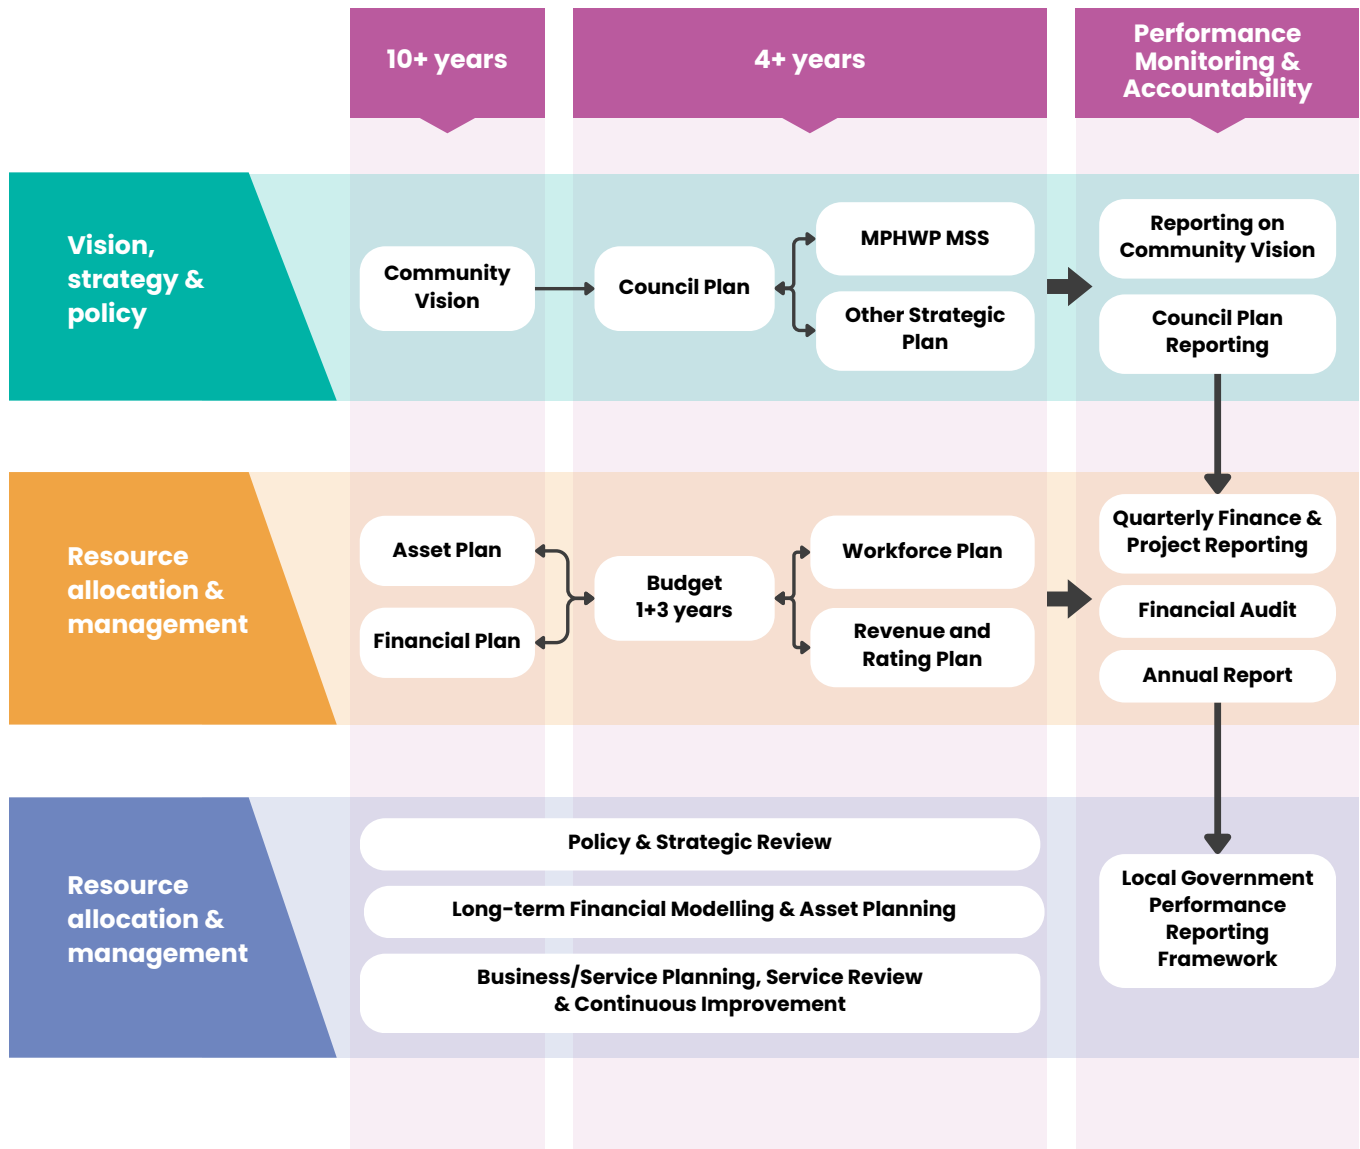 10+ years
4+ years
Performance
Monitoring &
Accountability
Vision,
strategy &
policy
Community
Vision
Council Plan
MPHWP MSS
Other Strategic
Plan
Reporting on
Community Vision
Council Plan
Reporting
Resource
allocation &
management
Asset Plan
Financial Plan
Budget
1+3 years
Workforce Plan
Revenue and
Rating Plan
Quarterly Finance &
Project Reporting
Financial Audit
Annual Report
Resource
allocation &
management
Policy & Strategic Review
Long-term Financial Modelling & Asset Planning
Business/Service Planning, Service Review
& Continuous Improvement
Local Government
Performance
Reporting
Framework